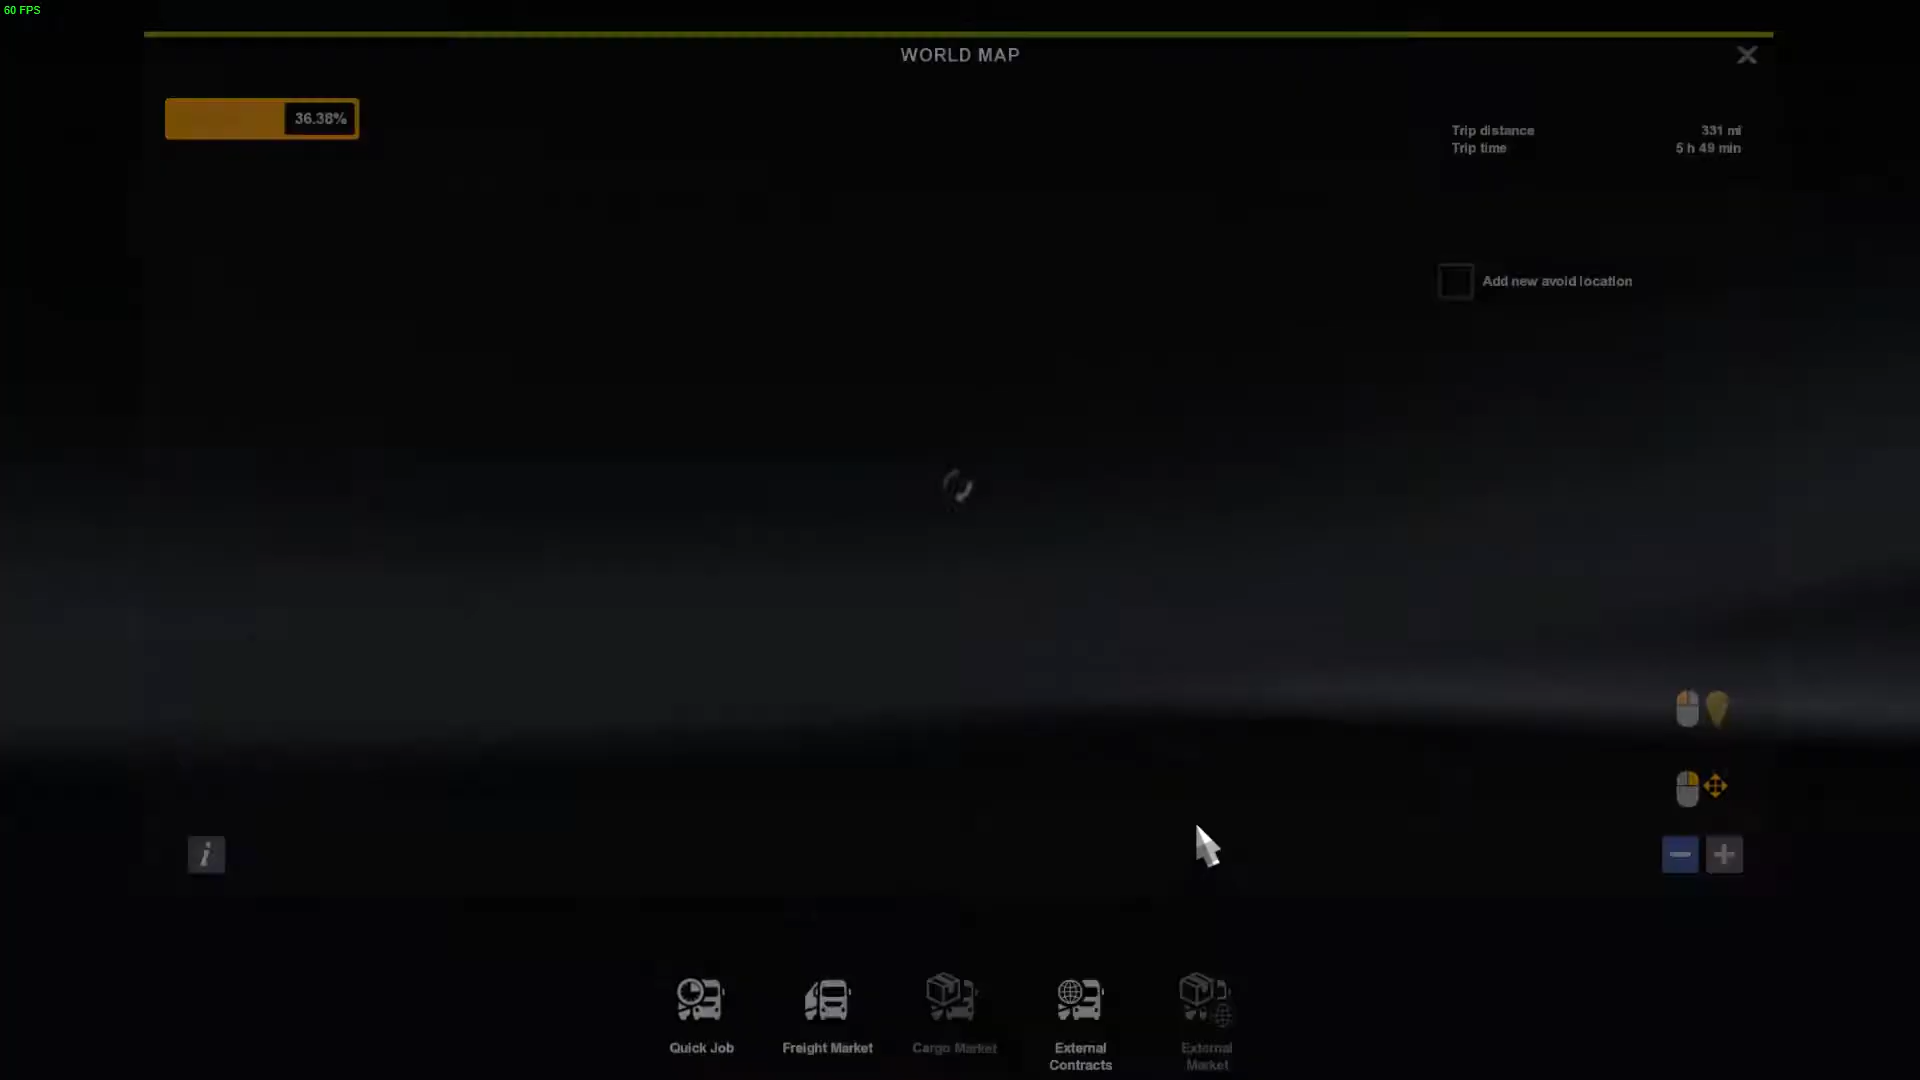 60 FPS
WORLD MAP
36.38%
Trip distance 331 mi
Trip time 5 h 49 min
Add new avoid location
Quick Job
Freight Market
Cargo Market
External
Contracts
External
Market